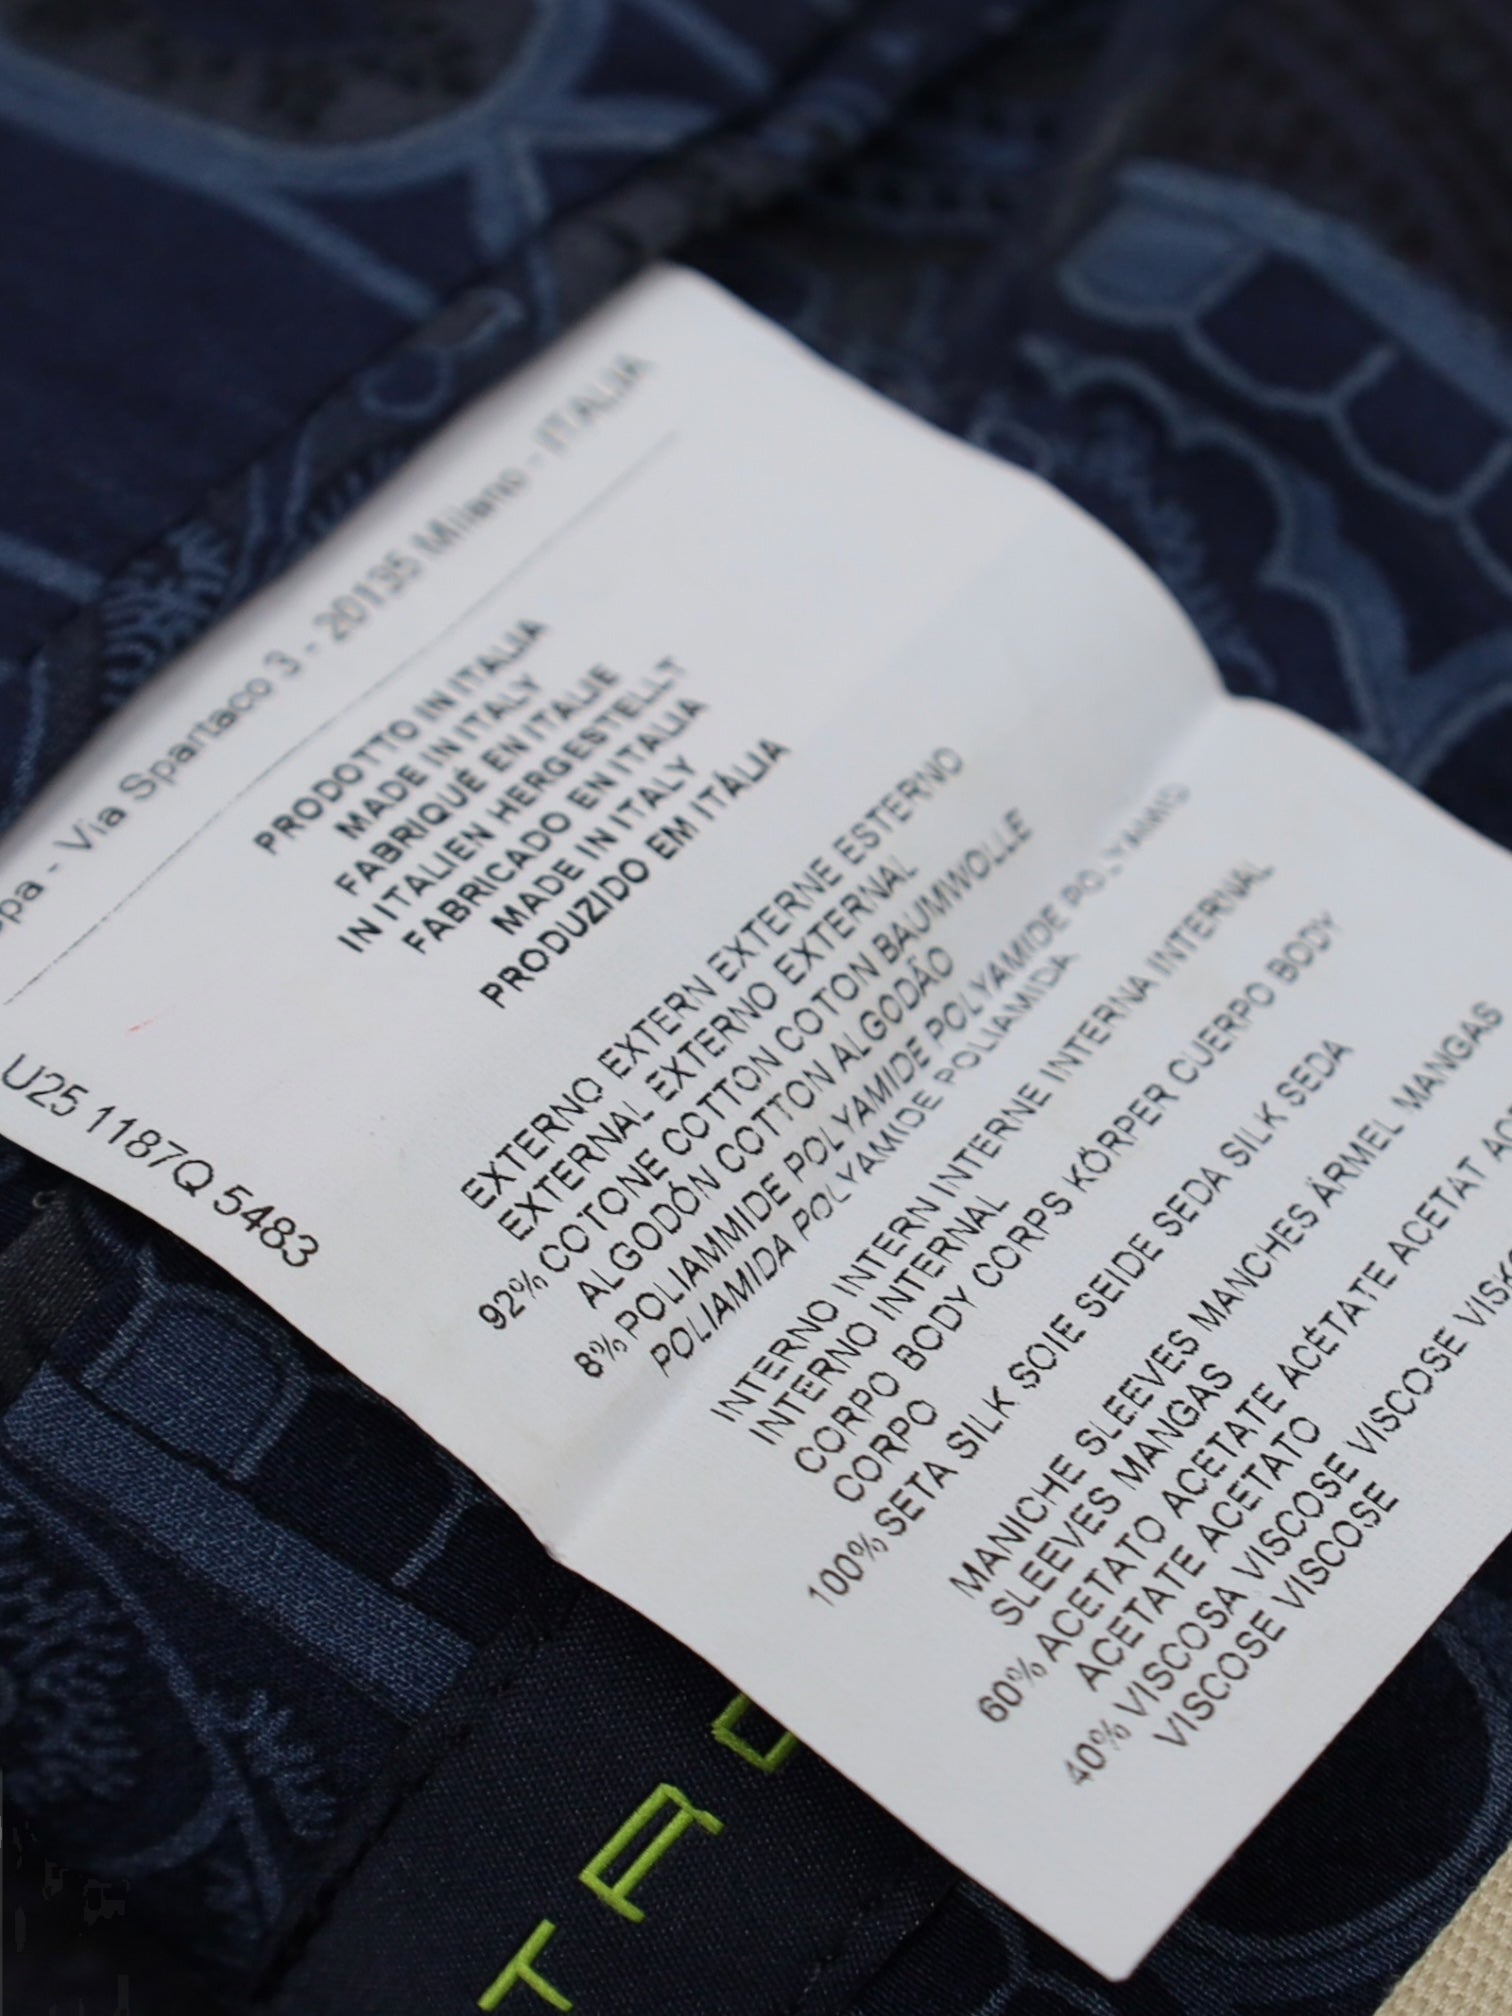 pa - Via Spartaco 3 - 20135 Milano - ITALIA
PRODOTTO IN ITALIA
MADE IN ITALY
FABRIQUÉ EN ITALIE
IN ITALIEN HERGESTELLT
FABRICADO EN ITALIA
MADE IN ITALY
PRODUZIDO EM ITÁLIA
U25 1187Q 5483
EXTERNO EXTERN EXTERNE ESTERNO
EXTERNAL EXTERNO EXTERNAL
92% COTONE COTTON COTON BAUMWOLLE
ALGODÓN COTTON ALGODÃO
8% POLIAMMIDE POLYAMIDE POLYAMIDE POLYAMID
POLIAMIDA POLYAMIDE POLIAMIDA
INTERNO INTERN INTERNE INTERNA INTERNAL
INTERNO INTERNAL
CORPO BODY CORPS KÖRPER CUERPO BODY
CORPO
100% SETA SILK SOIE SEIDE SEDA SILK SEDA
MANICHE SLEEVES MANCHES ÄRMEL MANGAS
SLEEVES MANGAS
60% ACETATO ACETATE ACÉTATE ACETAT AC
ACETATE ACETATO
40% VISCOSA VISCOSE VISCOSE VISK
VISCOSE VISCOSE
TR